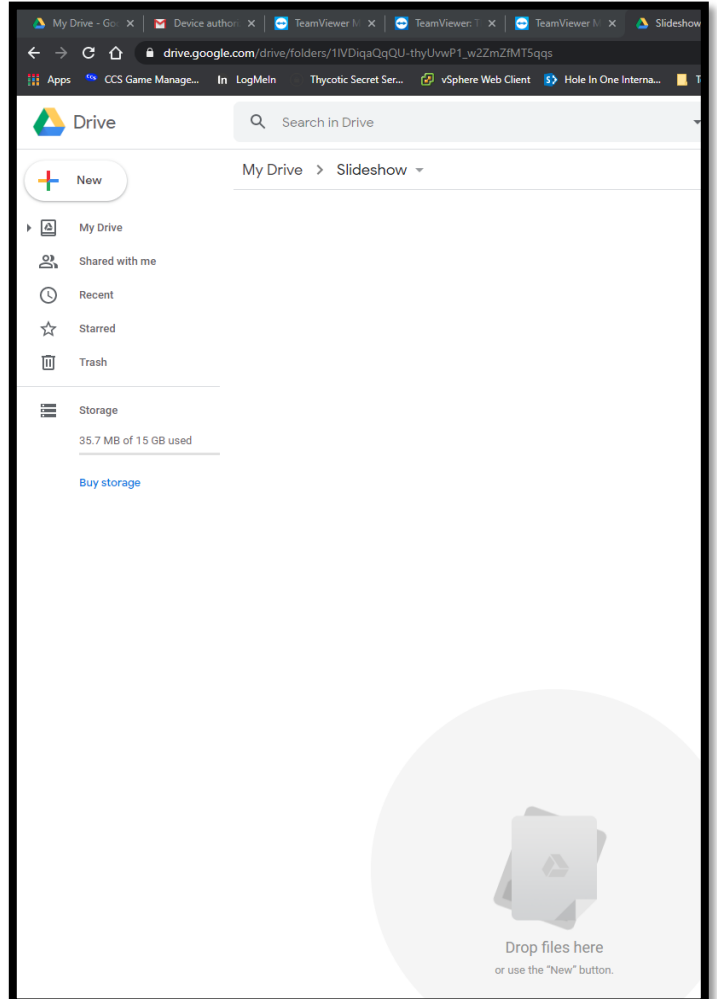 My Drive - Goo
Device author
TeamViewer M
TeamViewer: T
TeamViewer M
Slideshow
drive.google.com/drive/folders/1IVDiqaQqQU-thyUvwP1_w2ZmZfMT5qqs
Apps
CCS Game Manage...
LogMeIn
Thycotic Secret Ser...
vSphere Web Client
Hole In One Interna...
Drive
Search in Drive
New
My Drive > Slideshow
My Drive
Shared with me
Recent
Starred
Trash
Storage
35.7 MB of 15 GB used
Buy storage
Drop files here
or use the "New" button.